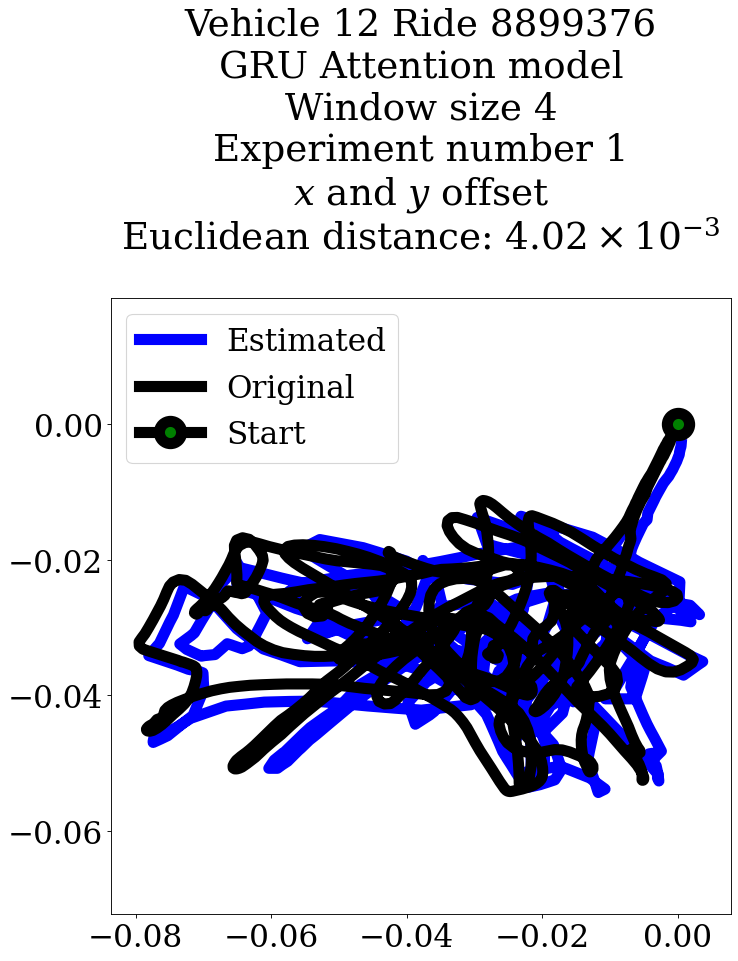 Vehicle 12 Ride 8899376
GRU Attention model
Window size 4
Experiment number 1
x and y offset
Euclidean distance: 4.02 × 10⁻³
Estimated
Original
Start
0.00
−0.02
−0.04
−0.06
−0.08 −0.06 −0.04 −0.02 0.00